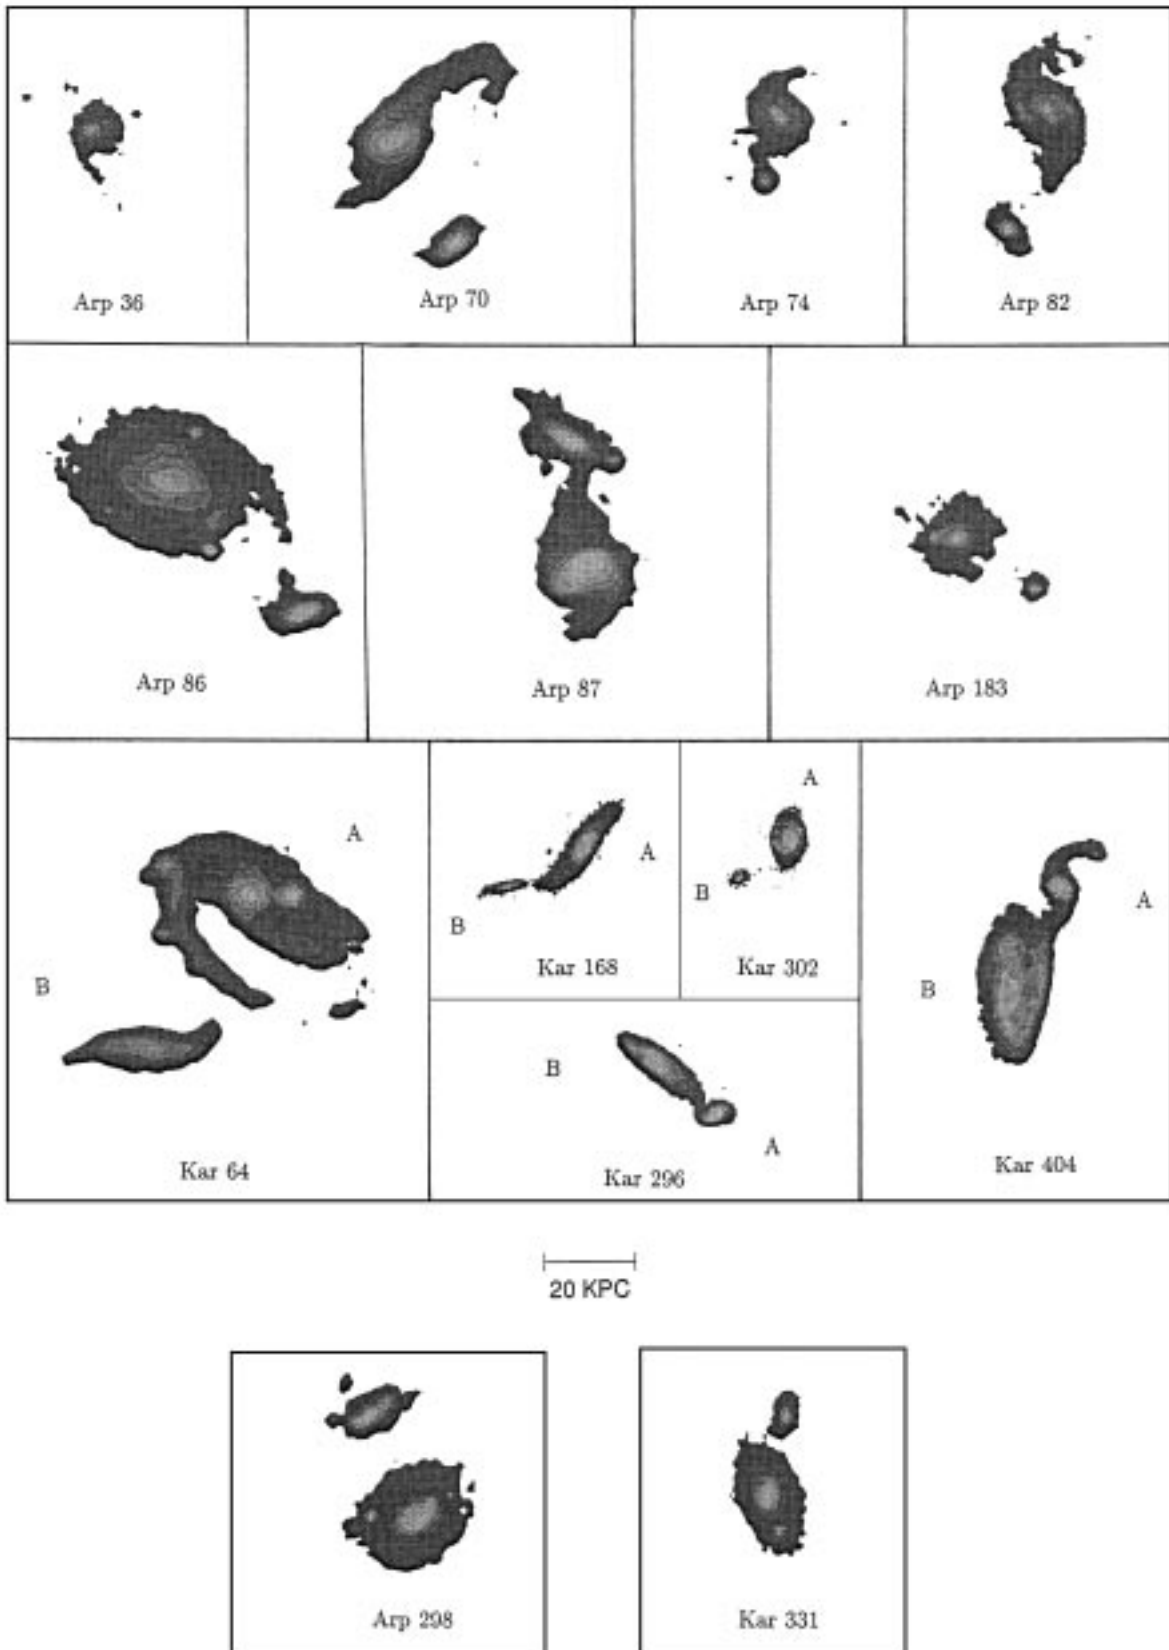 Arp 36
Arp 70
Arp 74
Arp 82
Arp 86
Arp 87
Arp 183
A
B
Kar 64
A
B
Kar 168
A
B
Kar 302
B
A
Kar 296
A
B
Kar 404
20 KPC
Arp 298
Kar 331